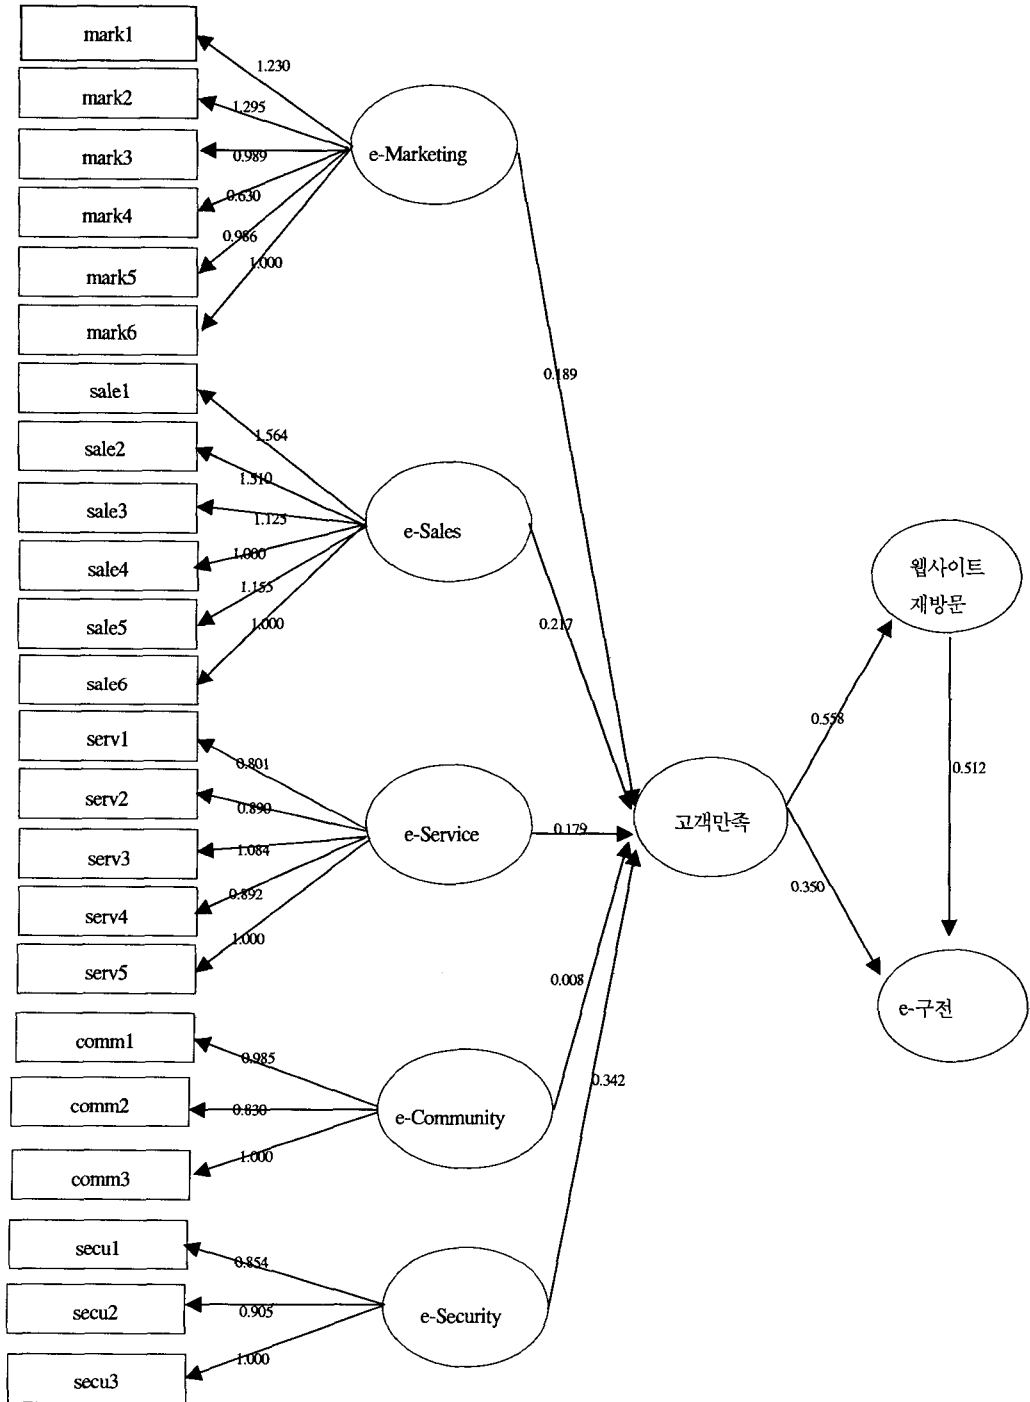 mark1
1.230
mark2
1.295
mark3
0.989
mark4
0.630
mark5
0.986
mark6
1.000
e-Marketing
0.189
sale1
1.564
sale2
1.510
sale3
1.125
sale4
1.000
sale5
1.155
sale6
1.000
e-Sales
0.217
serv1
0.801
serv2
0.890
serv3
1.084
serv4
0.892
serv5
1.000
e-Service
0.179
comm1
0.985
comm2
0.830
comm3
1.000
e-Community
0.008
secu1
0.854
secu2
0.905
secu3
1.000
e-Security
0.342
고객만족
0.558
0.350
웹사이트
재방문
0.512
e-구전